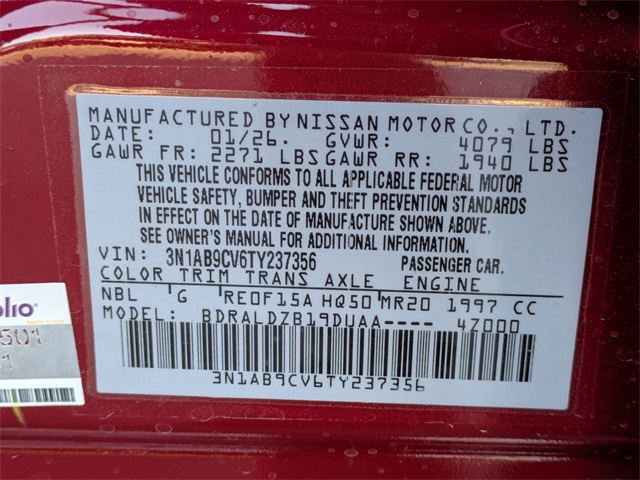 MANUFACTURED BY NISSAN MOTOR CO., LTD.
DATE: 01/26. GVWR: 4079 LBS
GAWR FR: 2271 LBS GAWR RR: 1940 LBS
THIS VEHICLE CONFORMS TO ALL APPLICABLE FEDERAL MOTOR
VEHICLE SAFETY, BUMPER AND THEFT PREVENTION STANDARDS
IN EFFECT ON THE DATE OF MANUFACTURE SHOWN ABOVE.
SEE OWNER'S MANUAL FOR ADDITIONAL INFORMATION.
VIN: 3N1AB9CV6TY237356 PASSENGER CAR.
COLOR TRIM TRANS AXLE ENGINE
NBL G RE0F15A HQ50 MR20 1997 CC
MODEL: BDRALDZB19DUAA---- 4Z000
3N1AB9CV6TY237356